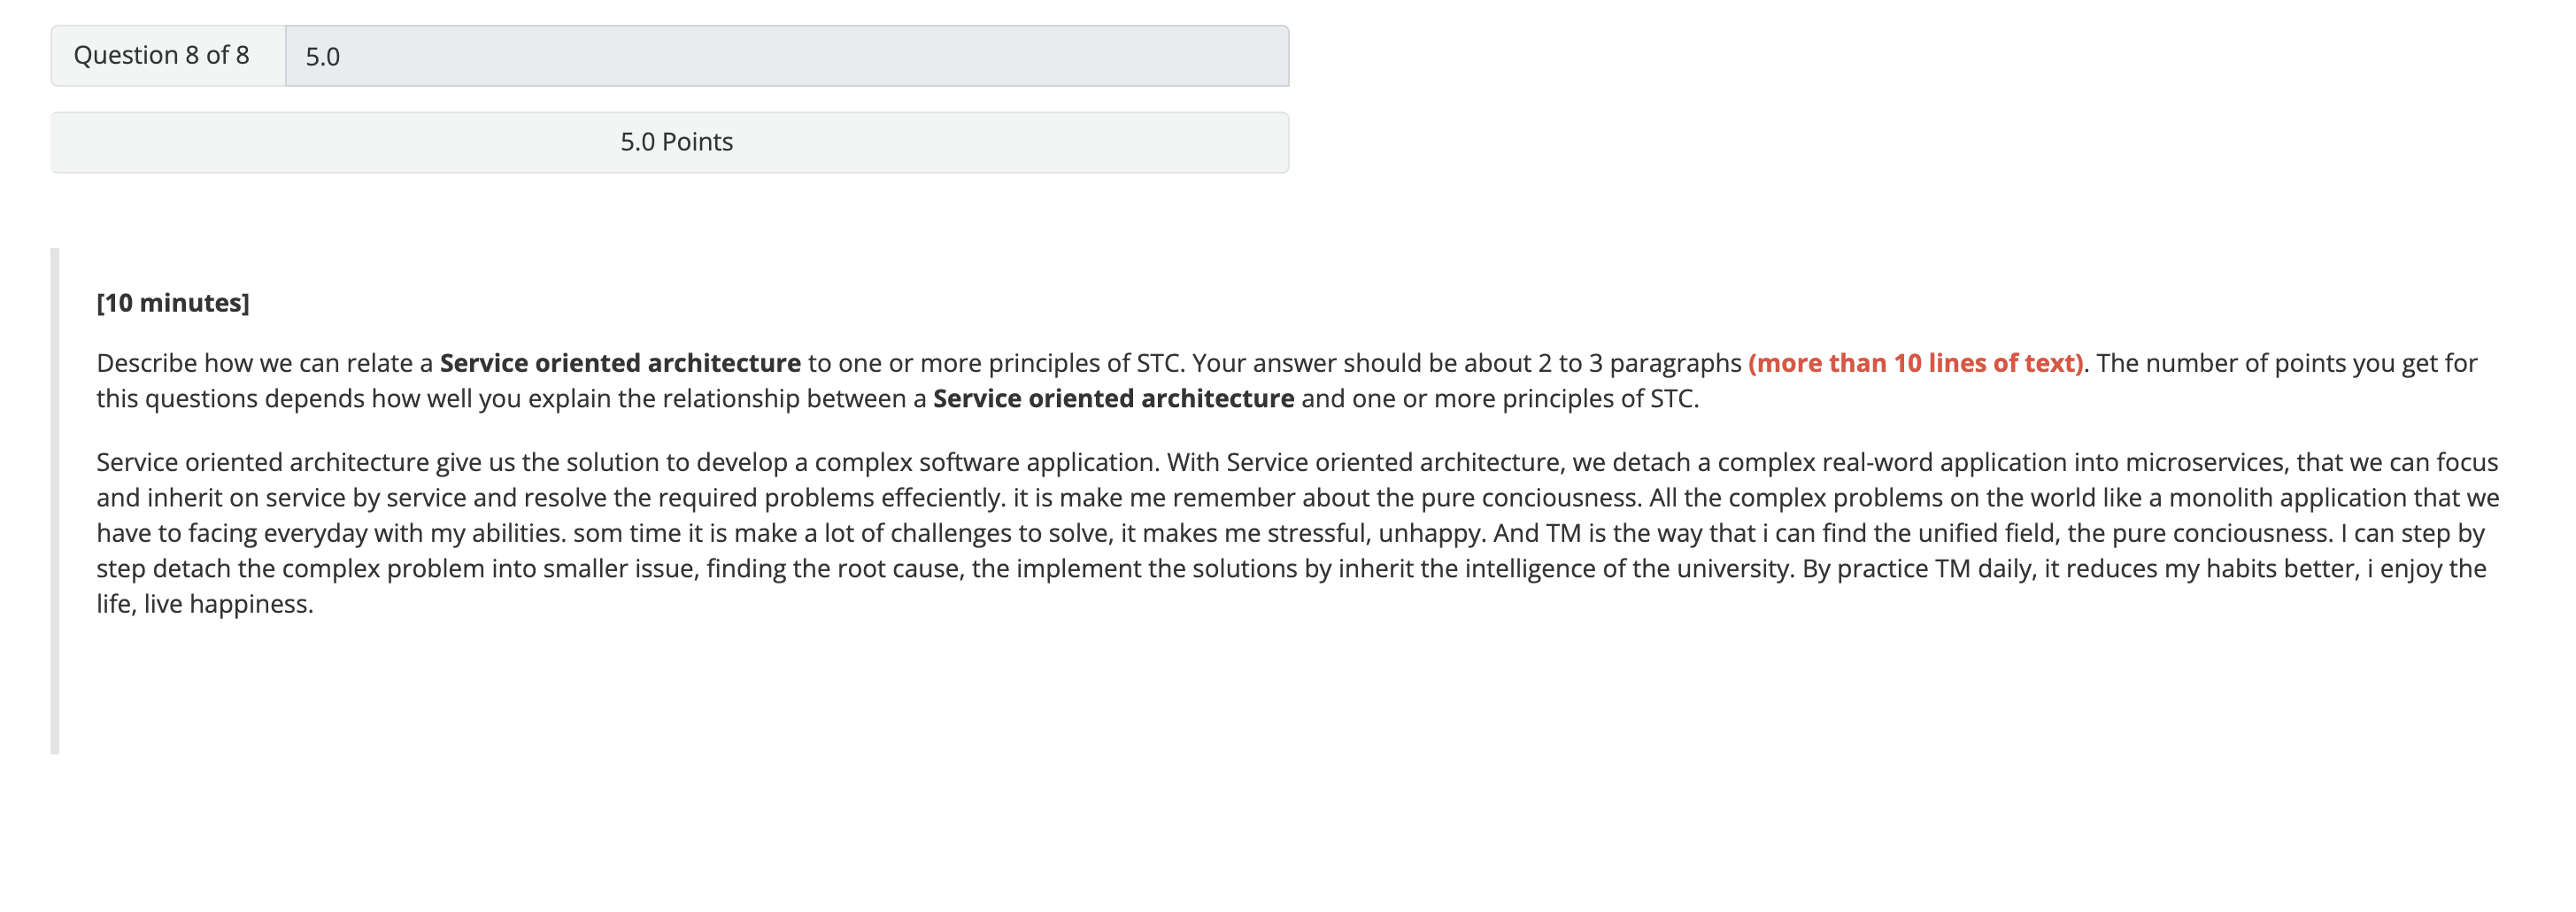 Question 8 of 8
5.0
5.0 Points
[10 minutes]
Describe how we can relate a Service oriented architecture to one or more principles of STC. Your answer should be about 2 to 3 paragraphs (more than 10 lines of text). The number of points you get for
this questions depends how well you explain the relationship between a Service oriented architecture and one or more principles of STC.
Service oriented architecture give us the solution to develop a complex software application. With Service oriented architecture, we detach a complex real-word application into microservices, that we can focus
and inherit on service by service and resolve the required problems effeciently. it is make me remember about the pure conciousness. All the complex problems on the world like a monolith application that we
have to facing everyday with my abilities. som time it is make a lot of challenges to solve, it makes me stressful, unhappy. And TM is the way that i can find the unified field, the pure conciousness. I can step by
step detach the complex problem into smaller issue, finding the root cause, the implement the solutions by inherit the intelligence of the university. By practice TM daily, it reduces my habits better, i enjoy the
life, live happiness.